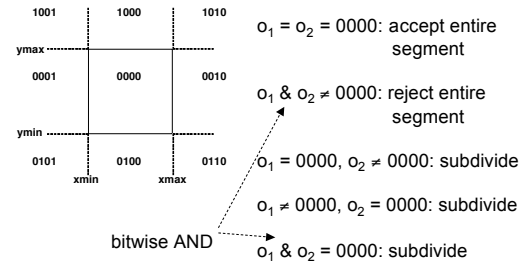 1001 1000 1010
ymax
0001 0000 0010
ymin
0101 0100 0110
xmin xmax
o₁ = o₂ = 0000: accept entire
segment
o₁ & o₂ ≠ 0000: reject entire
segment
o₁ = 0000, o₂ ≠ 0000: subdivide
o₁ ≠ 0000, o₂ = 0000: subdivide
bitwise AND
o₁ & o₂ = 0000: subdivide